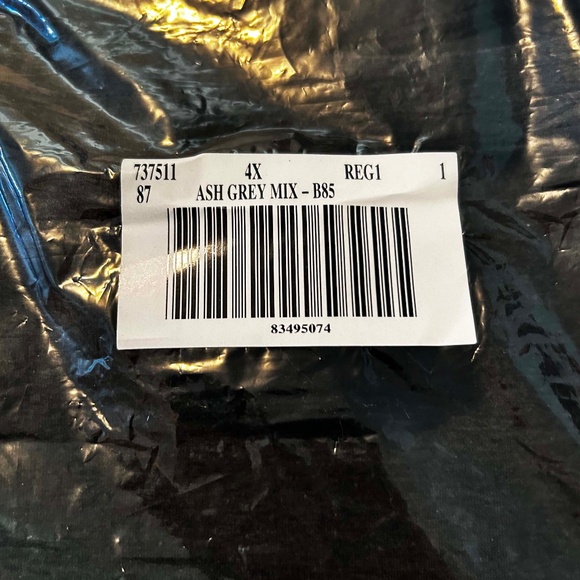 737511 4X REG1 1
87 ASH GREY MIX – B85
83495074